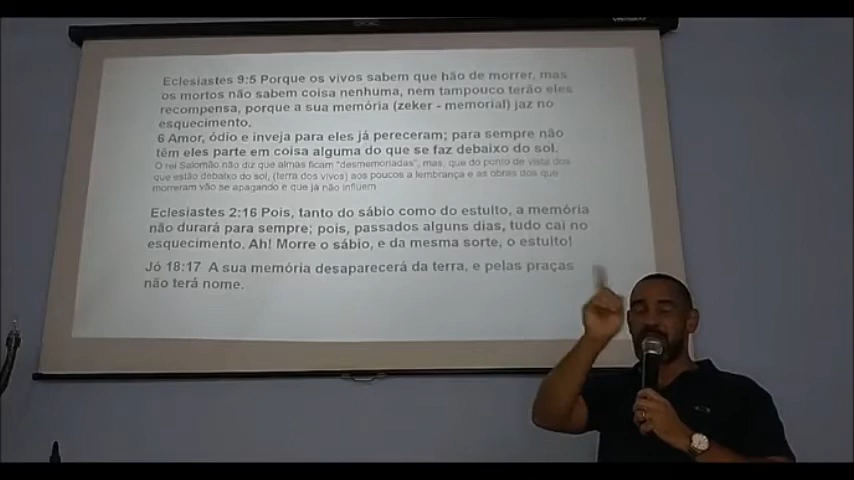 Eclesiastes 9:5 Porque os vivos sabem que hão de morrer, mas
os mortos não sabem coisa nenhuma, nem tampouco terão eles
recompensa, porque a sua memória (zeker - memorial) jaz no
esquecimento.
6 Amor, ódio e inveja para eles já pereceram; para sempre não
têm eles parte em coisa alguma do que se faz debaixo do sol.
O rei Salomão não diz que almas ficam "desmemoriadas", mas, que do ponto de vista dos
que estão debaixo do sol, (terra dos vivos) aos poucos a lembrança e as obras dos que
morreram vão se apagando e que já não influem
Eclesiastes 2:16 Pois, tanto do sábio como do estulto, a memória
não durará para sempre; pois, passados alguns dias, tudo cai no
esquecimento. Ah! Morre o sábio, e da mesma sorte, o estulto!
Jó 18:17 A sua memória desaparecerá da terra, e pelas praças
não terá nome.